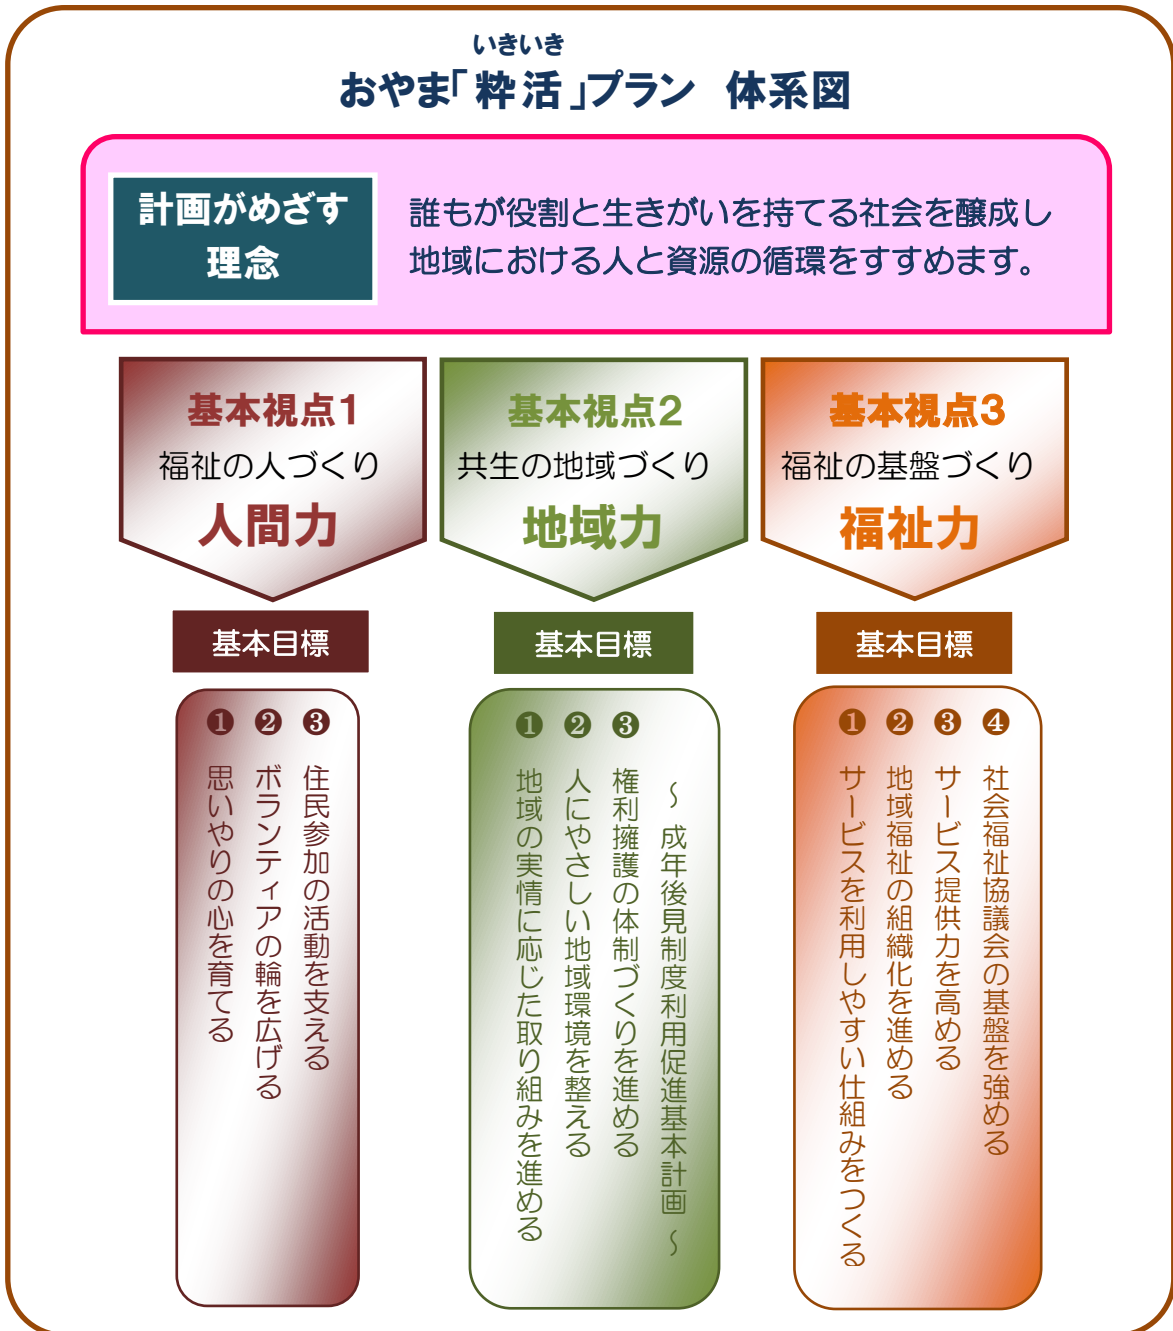 いきいき
おやま「粋活」プラン 体系図
計画がめざす
理念
誰もが役割と生きがいを持てる社会を醸成し
地域における人と資源の循環をすすめます。
基本視点1
福祉の人づくり
人間力
基本目標
❶ 思いやりの心を育てる
❷ ボランティアの輪を広げる
❸ 住民参加の活動を支える
基本視点2
共生の地域づくり
地域力
基本目標
❶ 地域の実情に応じた取り組みを進める
❷ 人にやさしい地域環境を整える
❸ 権利擁護の体制づくりを進める
~ 成年後見制度利用促進基本計画 ~
基本視点3
福祉の基盤づくり
福祉力
基本目標
❶ サービスを利用しやすい仕組みをつくる
❷ 地域福祉の組織化を進める
❸ サービス提供力を高める
❹ 社会福祉協議会の基盤を強める